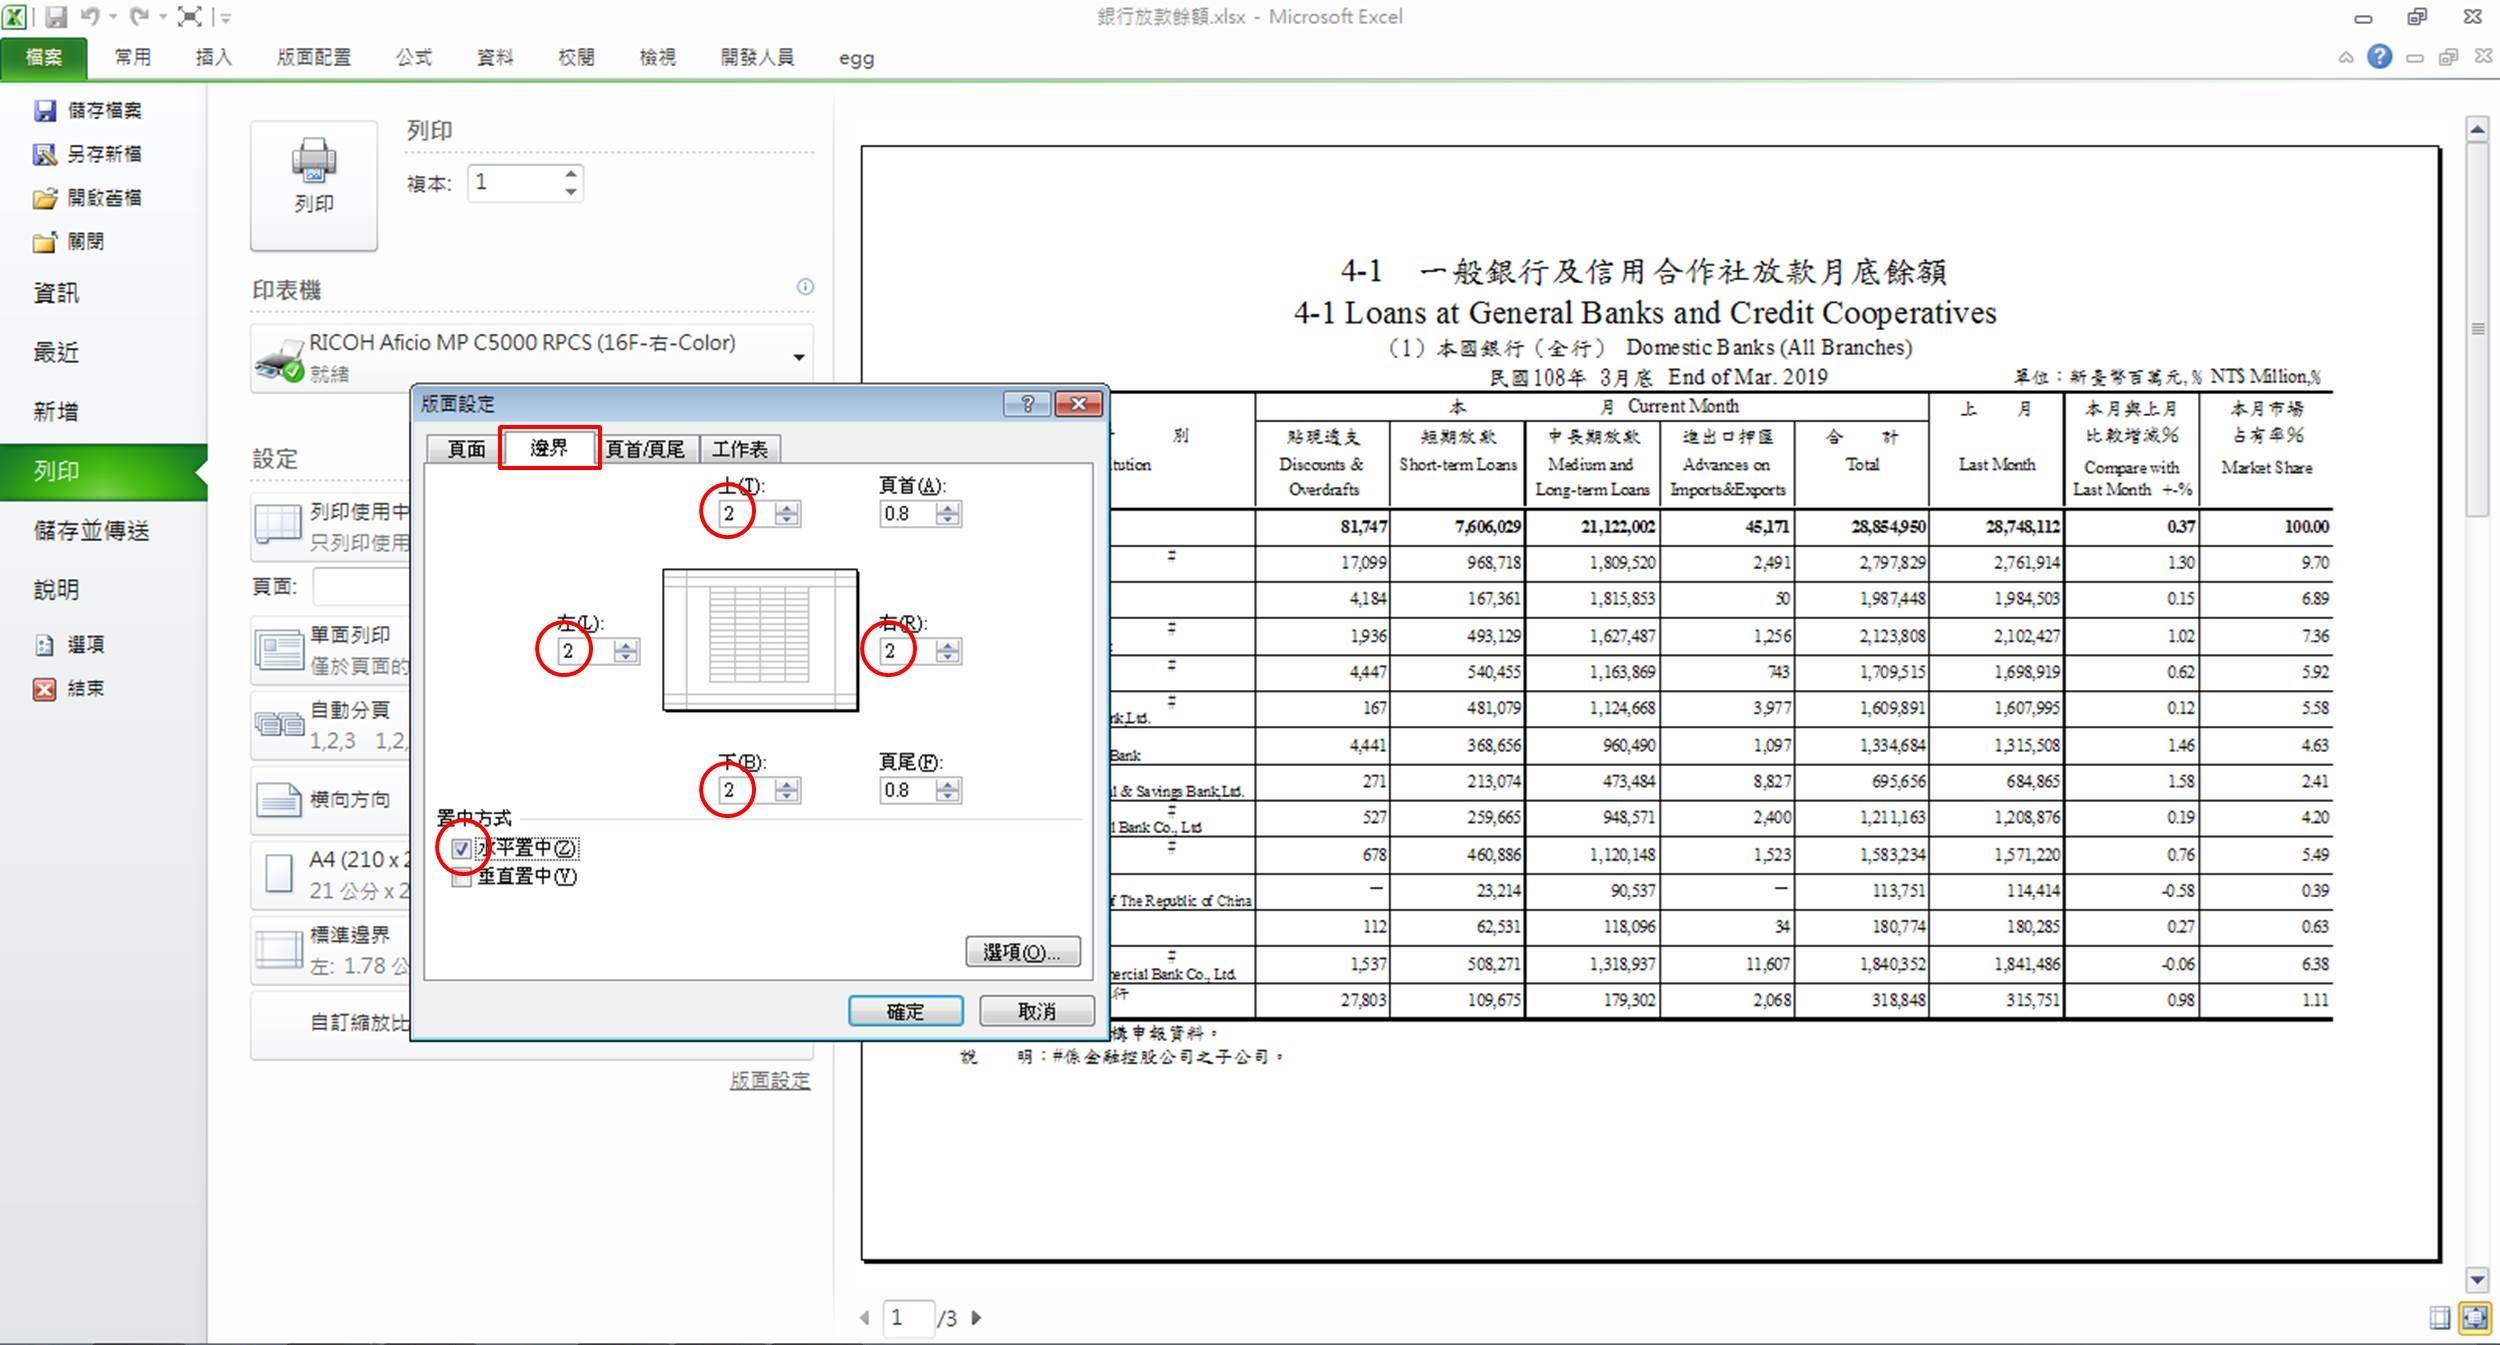 銀行放款餘額.xlsx - Microsoft Excel
檔案 常用 插入 版面配置 公式 資料 校閱 檢視 開發人員 egg
儲存檔案
另存新檔
開啟舊檔
關閉
資訊
最近
新增
列印
儲存並傳送
說明
選項
結束
列印
列印
複本: 1
印表機
RICOH Aficio MP C5000 RPCS (16F-右-Color)
就緒
設定
列印使用中
只列印使用
頁面:
單面列印
僅於頁面的
自動分頁
1,2,3 1,2,
橫向方向
A4 (210 x 2
21 公分 x 2
標準邊界
左: 1.78 公
自訂縮放比
版面設定
版面設定
頁面 邊界 頁首/頁尾 工作表
上(T): 頁首(A):
2 0.8
左(L): 右(R):
2 2
下(B): 頁尾(F):
2 0.8
置中方式
水平置中(Z)
垂直置中(V)
選項(O)...
確定 取消
4-1 一般銀行及信用合作社放款月底餘額
4-1 Loans at General Banks and Credit Cooperatives
（1）本國銀行（全行） Domestic Banks (All Branches)
民國108年 3月底 End of Mar. 2019 單位：新臺幣百萬元,％ NT$ Million,%
別 本 月 Current Month 上 月 本月與上月 本月市場
貼現透支 短期放款 中長期放款 進出口押匯 合 計 比較增減% 占有率%
tution Discounts & Short-term Loans Medium and Advances on Total Last Month Compare with Market Share
Overdrafts Long-term Loans Imports&Exports Last Month +-%
81,747 7,606,029 21,122,002 45,171 28,854,950 28,748,112 0.37 100.00
# 17,099 968,718 1,809,520 2,491 2,797,829 2,761,914 1.30 9.70
4,184 167,361 1,815,853 50 1,987,448 1,984,503 0.15 6.89
# 1,936 493,129 1,627,487 1,256 2,123,808 2,102,427 1.02 7.36
# 4,447 540,455 1,163,869 743 1,709,515 1,698,919 0.62 5.92
# 167 481,079 1,124,668 3,977 1,609,891 1,607,995 0.12 5.58
rk,Ltd.
4,441 368,656 960,490 1,097 1,334,684 1,315,508 1.46 4.63
Bank
271 213,074 473,484 8,827 695,656 684,865 1.58 2.41
l & Savings Bank,Ltd.
# 527 259,665 948,571 2,400 1,211,163 1,208,876 0.19 4.20
l Bank Co., Ltd
# 678 460,886 1,120,148 1,523 1,583,234 1,571,220 0.76 5.49
— 23,214 90,537 — 113,751 114,414 -0.58 0.39
f The Republic of China
112 62,531 118,096 34 180,774 180,285 0.27 0.63
# 1,537 508,271 1,318,937 11,607 1,840,352 1,841,486 -0.06 6.38
ercial Bank Co., Ltd.
行 27,803 109,675 179,302 2,068 318,848 315,751 0.98 1.11
構申報資料。
說 明：#係金融控股公司之子公司。
1 /3